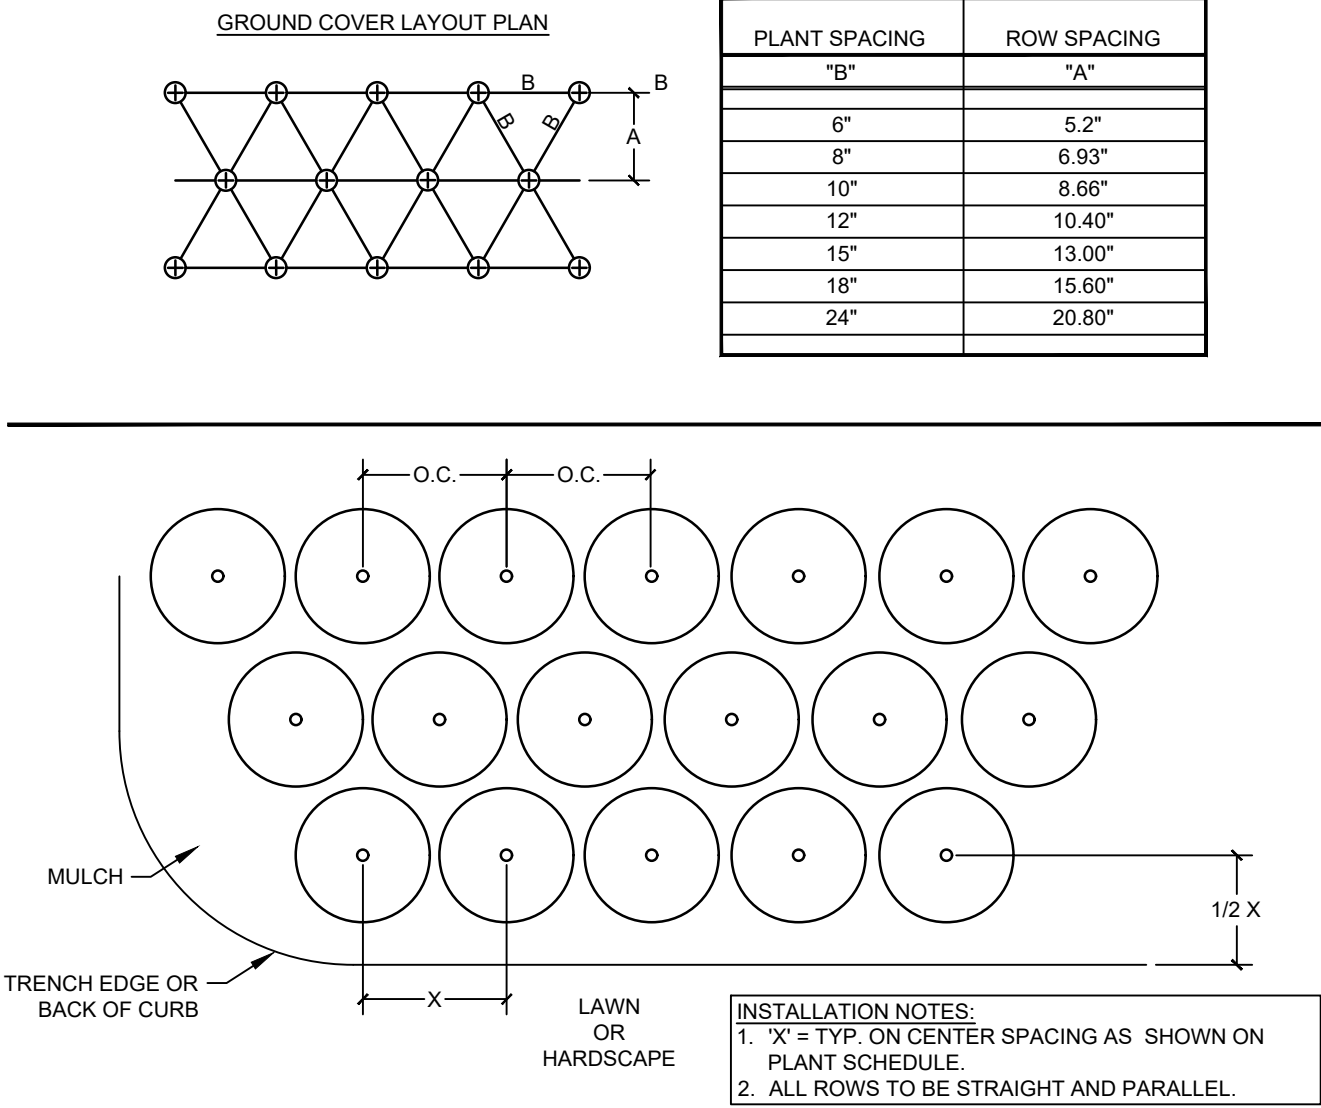 GROUND COVER LAYOUT PLAN
B
B
B
B
A
PLANT SPACING ROW SPACING
"B" "A"
6" 5.2"
8" 6.93"
10" 8.66"
12" 10.40"
15" 13.00"
18" 15.60"
24" 20.80"
O.C. O.C.
MULCH
1/2 X
TRENCH EDGE OR
BACK OF CURB
X
LAWN
OR
HARDSCAPE
INSTALLATION NOTES:
1. 'X' = TYP. ON CENTER SPACING AS SHOWN ON
PLANT SCHEDULE.
2. ALL ROWS TO BE STRAIGHT AND PARALLEL.